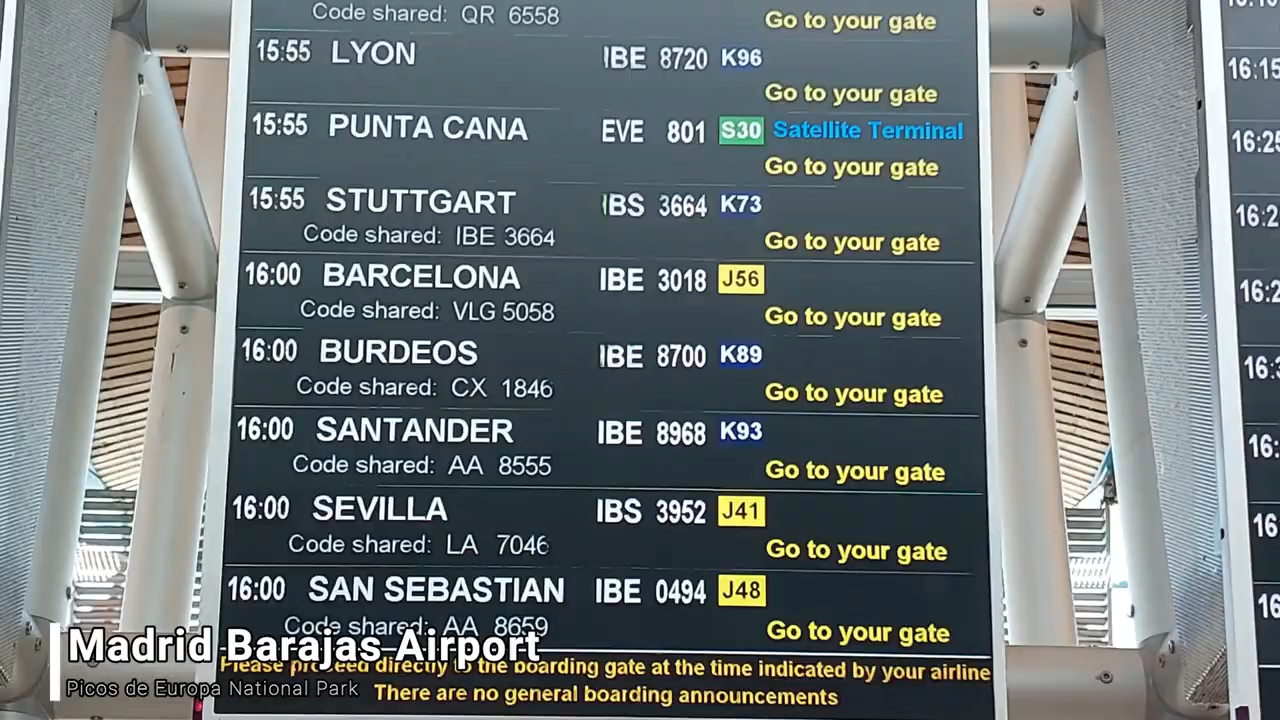 Code shared: QR 6558
Go to your gate
15:55 LYON IBE 8720 K96
Go to your gate
15:55 PUNTA CANA EVE 801 S30 Satellite Terminal
Go to your gate
15:55 STUTTGART IBS 3664 K73
Code shared: IBE 3664
Go to your gate
16:00 BARCELONA IBE 3018 J56
Code shared: VLG 5058
Go to your gate
16:00 BURDEOS IBE 8700 K89
Code shared: CX 1846
Go to your gate
16:00 SANTANDER IBE 8968 K93
Code shared: AA 8555
Go to your gate
16:00 SEVILLA IBS 3952 J41
Code shared: LA 7046
Go to your gate
16:00 SAN SEBASTIAN IBE 0494 J48
Code shared: AA 8659
Go to your gate
Please proceed directly to the boarding gate at the time indicated by your airline
There are no general boarding announcements
Madrid Barajas Airport
Picos de Europa National Park
16:15